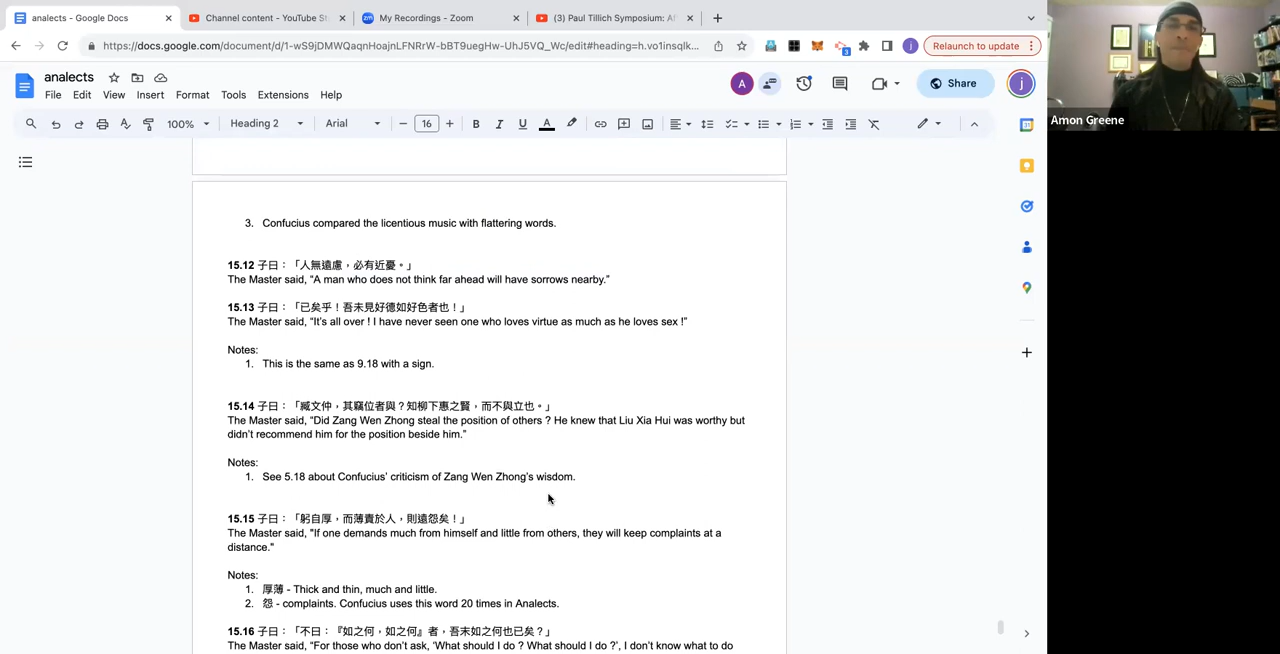 analects - Google Docs
Channel content - YouTube St
My Recordings - Zoom
(3) Paul Tillich Symposium: Af
https://docs.google.com/document/d/1-wS9jDMWQaqnHoajnLFNRrW-bBT9uegHw-UhJ5VQ_Wc/edit#heading=h.vo1insqlk...
3
j
Relaunch to update
analects
File Edit View Insert Format Tools Extensions Help
A
Share
j
100% Heading 2 Arial 16 B I U A
31
Amon Greene
3. Confucius compared the licentious music with flattering words.
15.12 子曰：「人無遠慮，必有近憂。」
The Master said, “A man who does not think far ahead will have sorrows nearby.”
15.13 子曰：「已矣乎！吾未見好德如好色者也！」
The Master said, “It’s all over ! I have never seen one who loves virtue as much as he loves sex !”
Notes:
1. This is the same as 9.18 with a sign.
15.14 子曰：「臧文仲，其竊位者與？知柳下惠之賢，而不與立也。」
The Master said, “Did Zang Wen Zhong steal the position of others ? He knew that Liu Xia Hui was worthy but
didn’t recommend him for the position beside him.”
Notes:
1. See 5.18 about Confucius’ criticism of Zang Wen Zhong’s wisdom.
15.15 子曰：「躬自厚，而薄責於人，則遠怨矣！」
The Master said, "If one demands much from himself and little from others, they will keep complaints at a
distance."
Notes:
1. 厚薄 - Thick and thin, much and little.
2. 怨 - complaints. Confucius uses this word 20 times in Analects.
15.16 子曰：「不曰：『如之何，如之何』者，吾末如之何也已矣？」
The Master said, “For those who don’t ask, ‘What should I do ? What should I do ?’, I don’t know what to do